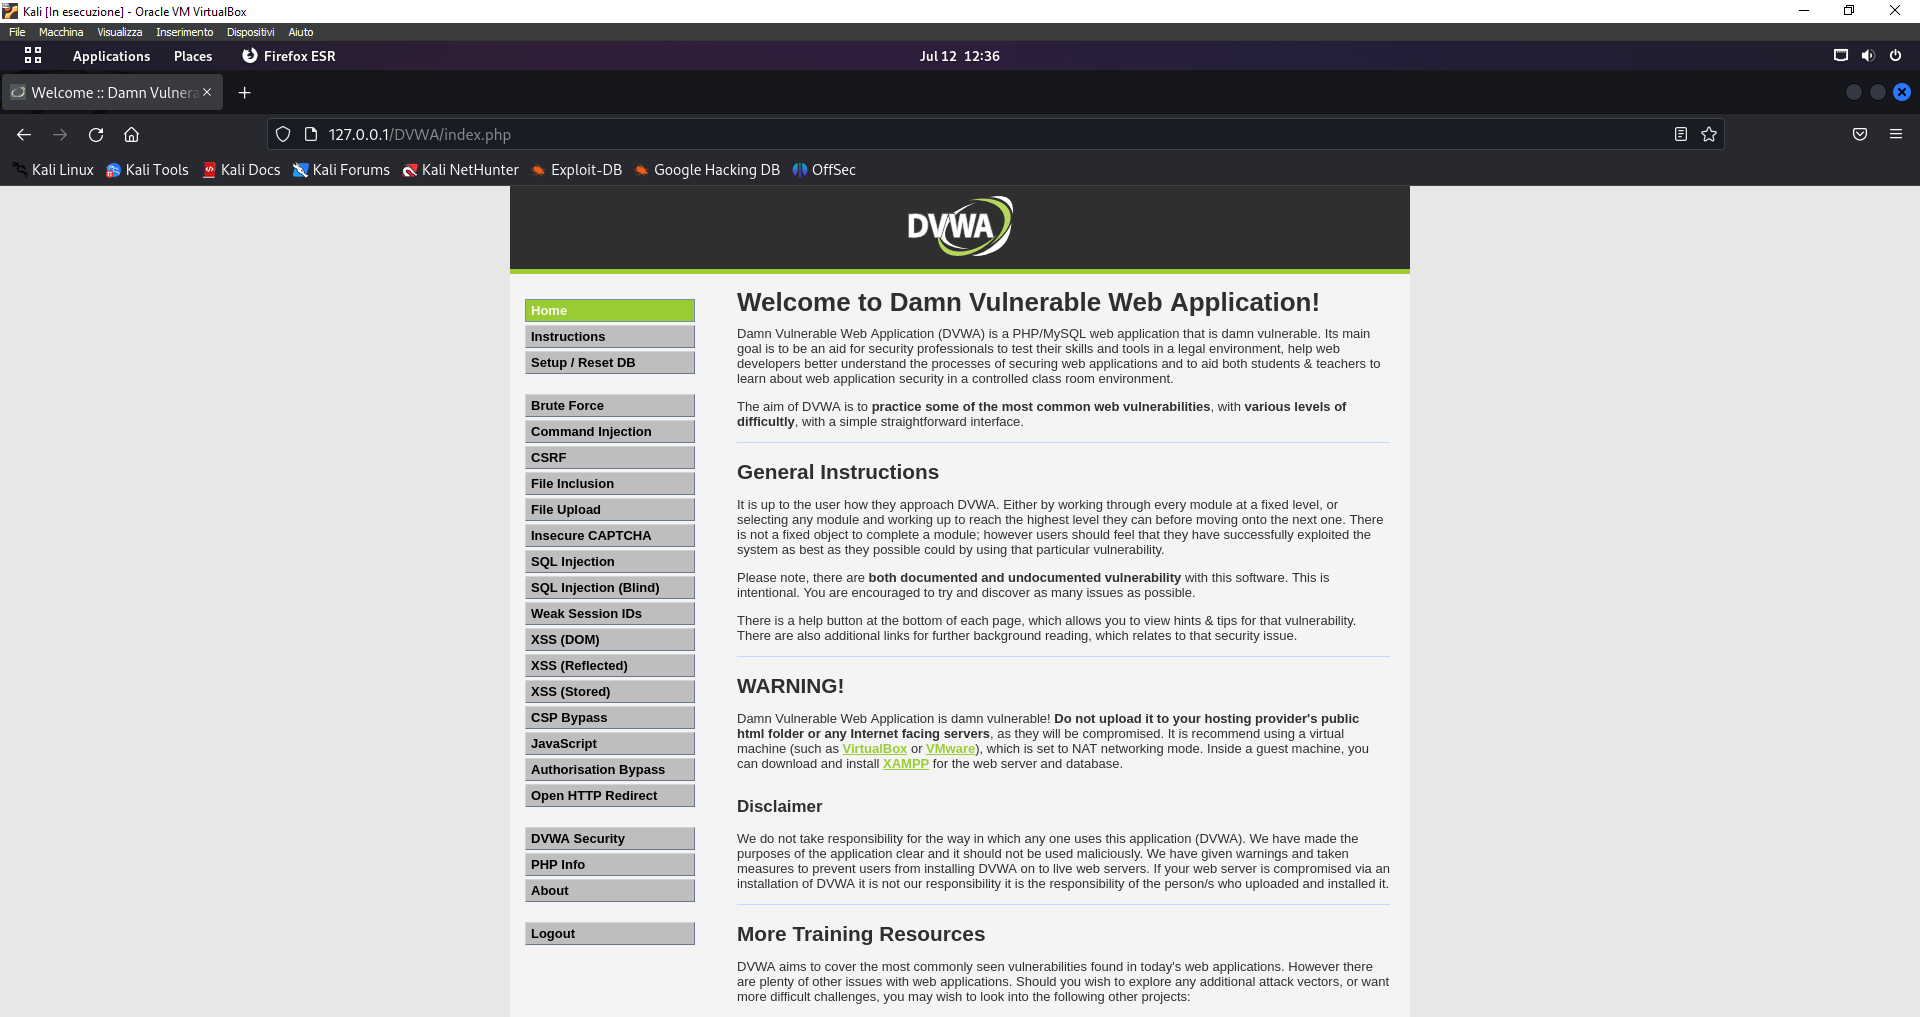 Kali [In esecuzione] - Oracle VM VirtualBox
File Macchina Visualizza Inserimento Dispositivi Aiuto
Applications Places Firefox ESR Jul 12 12:36
Welcome :: Damn Vulnera
127.0.0.1/DVWA/index.php
Kali Linux Kali Tools Kali Docs Kali Forums Kali NetHunter Exploit-DB Google Hacking DB OffSec
DVWA
Home
Instructions
Setup / Reset DB
Brute Force
Command Injection
CSRF
File Inclusion
File Upload
Insecure CAPTCHA
SQL Injection
SQL Injection (Blind)
Weak Session IDs
XSS (DOM)
XSS (Reflected)
XSS (Stored)
CSP Bypass
JavaScript
Authorisation Bypass
Open HTTP Redirect
DVWA Security
PHP Info
About
Logout
Welcome to Damn Vulnerable Web Application!
Damn Vulnerable Web Application (DVWA) is a PHP/MySQL web application that is damn vulnerable. Its main
goal is to be an aid for security professionals to test their skills and tools in a legal environment, help web
developers better understand the processes of securing web applications and to aid both students & teachers to
learn about web application security in a controlled class room environment.
The aim of DVWA is to practice some of the most common web vulnerabilities, with various levels of
difficultly, with a simple straightforward interface.
General Instructions
It is up to the user how they approach DVWA. Either by working through every module at a fixed level, or
selecting any module and working up to reach the highest level they can before moving onto the next one. There
is not a fixed object to complete a module; however users should feel that they have successfully exploited the
system as best as they possible could by using that particular vulnerability.
Please note, there are both documented and undocumented vulnerability with this software. This is
intentional. You are encouraged to try and discover as many issues as possible.
There is a help button at the bottom of each page, which allows you to view hints & tips for that vulnerability.
There are also additional links for further background reading, which relates to that security issue.
WARNING!
Damn Vulnerable Web Application is damn vulnerable! Do not upload it to your hosting provider's public
html folder or any Internet facing servers, as they will be compromised. It is recommend using a virtual
machine (such as VirtualBox or VMware), which is set to NAT networking mode. Inside a guest machine, you
can download and install XAMPP for the web server and database.
Disclaimer
We do not take responsibility for the way in which any one uses this application (DVWA). We have made the
purposes of the application clear and it should not be used maliciously. We have given warnings and taken
measures to prevent users from installing DVWA on to live web servers. If your web server is compromised via an
installation of DVWA it is not our responsibility it is the responsibility of the person/s who uploaded and installed it.
More Training Resources
DVWA aims to cover the most commonly seen vulnerabilities found in today's web applications. However there
are plenty of other issues with web applications. Should you wish to explore any additional attack vectors, or want
more difficult challenges, you may wish to look into the following other projects: